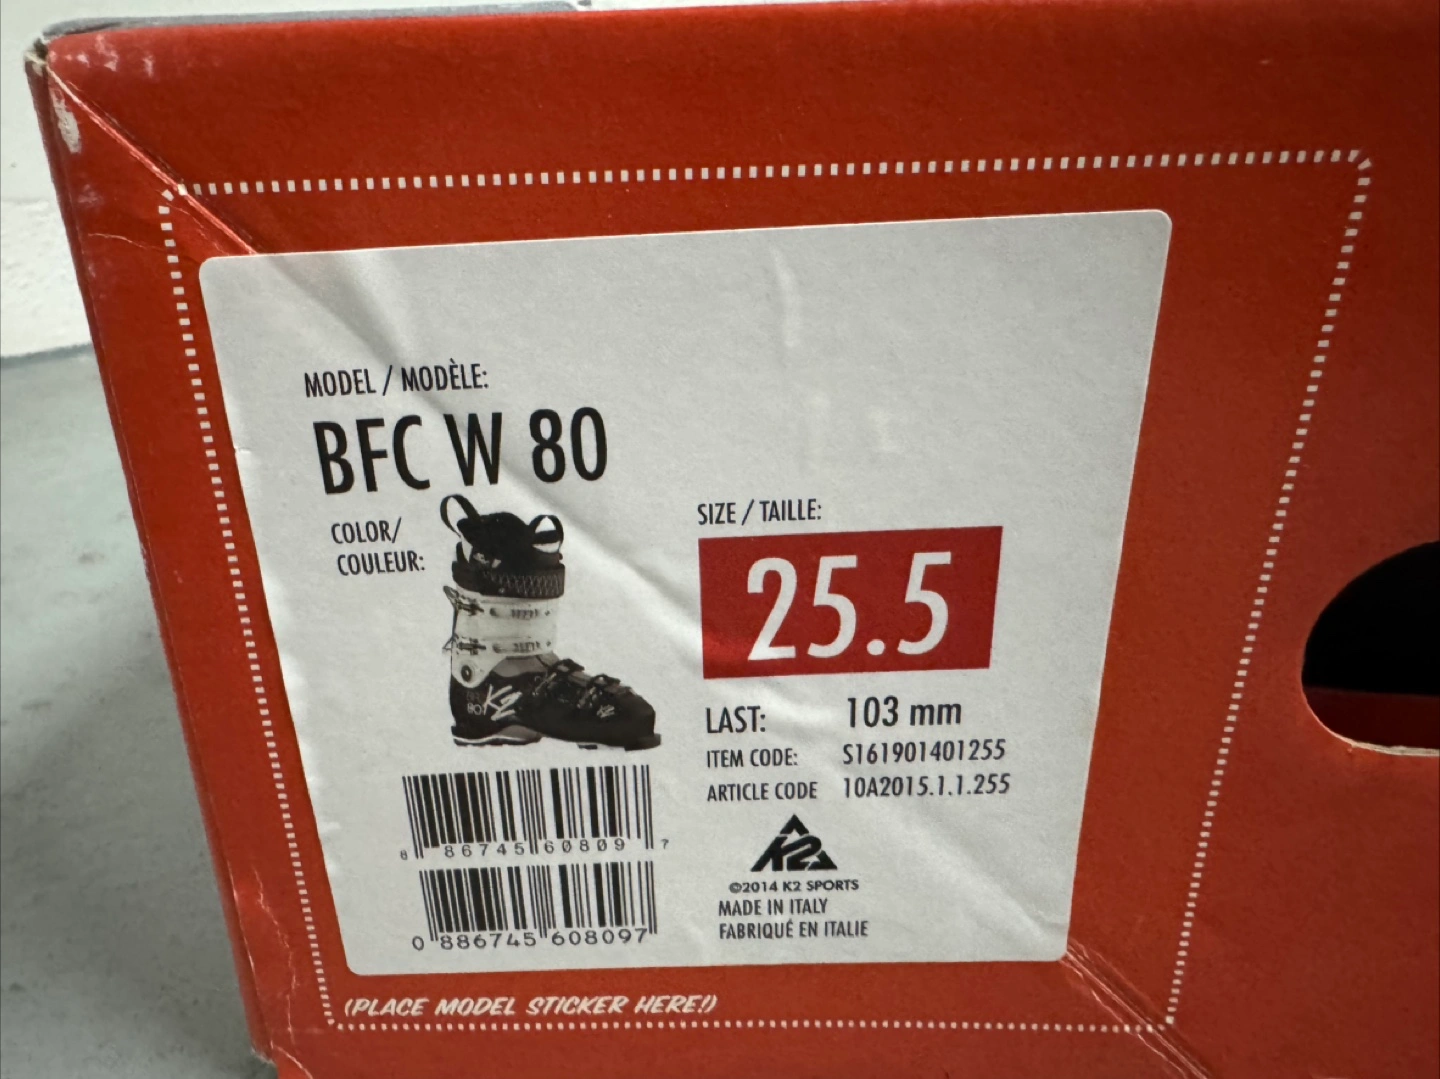 MODEL / MODÈLE:
BFC W 80
COLOR/
COULEUR:
K2
80
SIZE / TAILLE:
25.5
LAST: 103 mm
ITEM CODE: S161901401255
ARTICLE CODE 10A2015.1.1.255
8 86745 60809 7
0 886745 608097
K2
©2014 K2 SPORTS
MADE IN ITALY
FABRIQUÉ EN ITALIE
(PLACE MODEL STICKER HERE!)